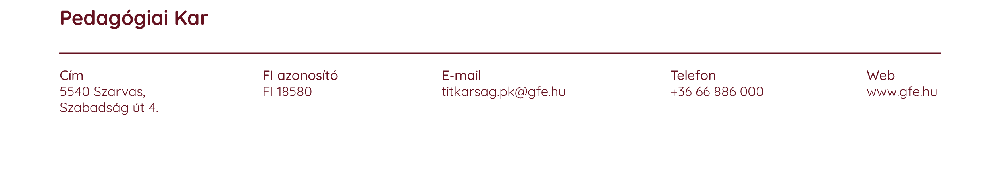 Pedagógiai Kar
Cím
5540 Szarvas,
Szabadság út 4.
FI azonosító
FI 18580
E-mail
titkarsag.pk@gfe.hu
Telefon
+36 66 886 000
Web
www.gfe.hu